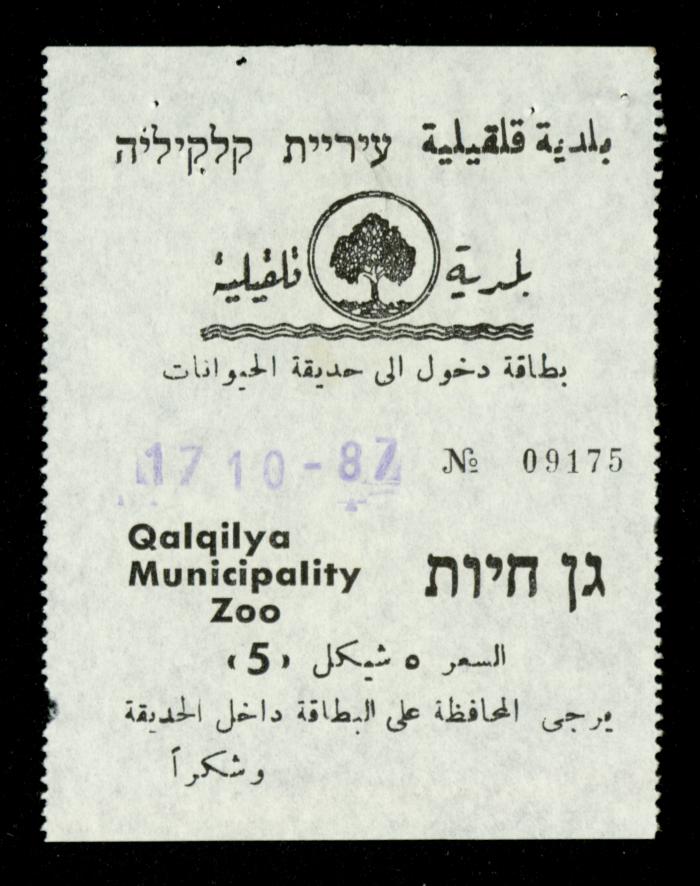 بلدية قلقيلية עיריית קלקיליה
بلدية قلقيلية
بطاقة دخول الى حديقة الحيوانات
17 10 - 87 № 09175
Qalqilya
Municipality
Zoo
גן חיות
السعر ٥ شيكل (5)
يرجى المحافظة على البطاقة داخل الحديقة
وشكراً